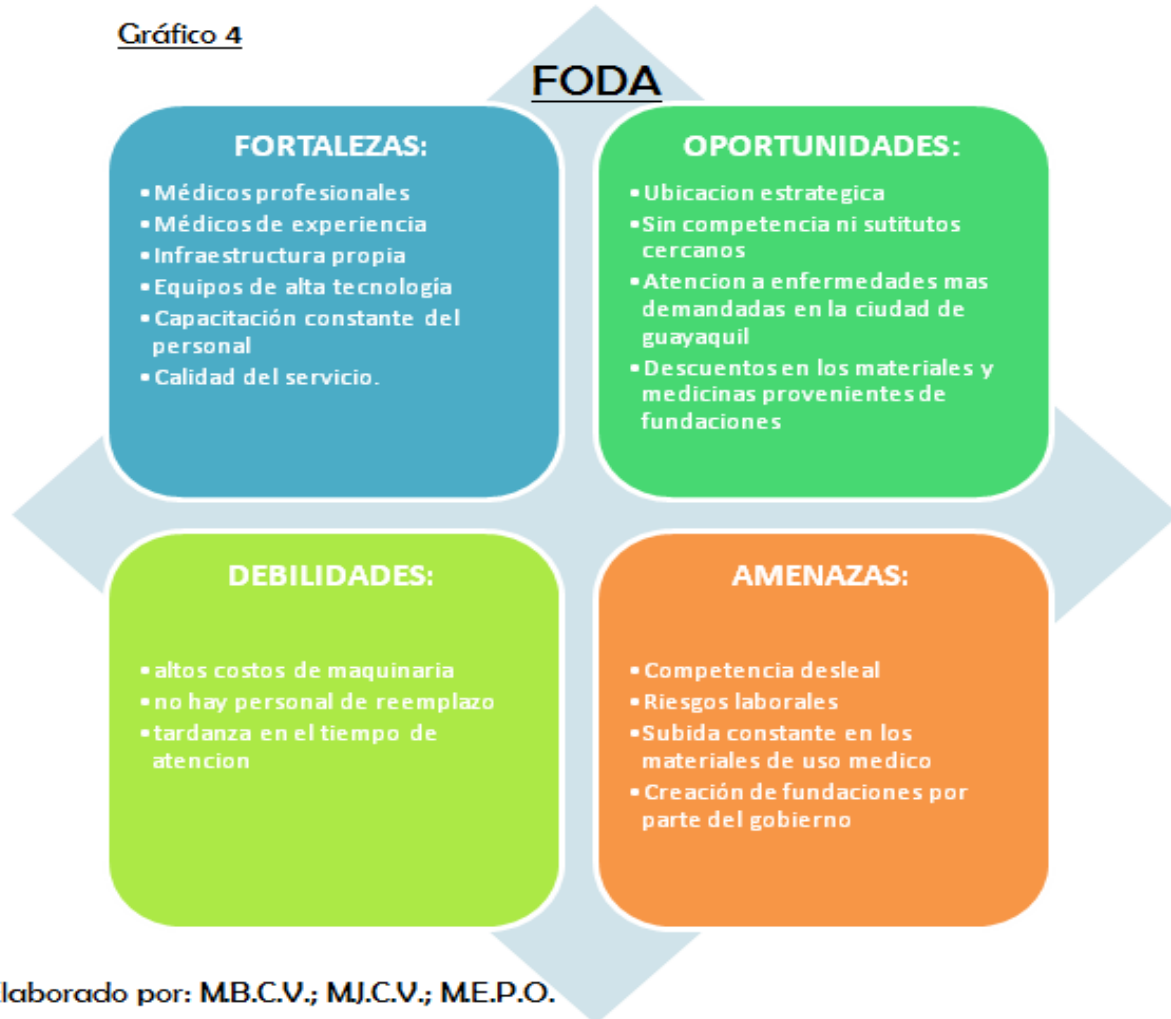 Gráfico 4
FODA
FORTALEZAS:
▪ Médicos profesionales
▪ Médicos de experiencia
▪ Infraestructura propia
▪ Equipos de alta tecnología
▪ Capacitación constante del
personal
▪ Calidad del servicio.
OPORTUNIDADES:
▪ Ubicacion estrategica
▪ Sin competencia ni sutitutos
cercanos
▪ Atencion a enfermedades mas
demandadas en la ciudad de
guayaquil
▪ Descuentos en los materiales y
medicinas provenientes de
fundaciones
DEBILIDADES:
▪ altos costos de maquinaria
▪ no hay personal de reemplazo
▪ tardanza en el tiempo de
atencion
AMENAZAS:
▪ Competencia desleal
▪ Riesgos laborales
▪ Subida constante en los
materiales de uso medico
▪ Creación de fundaciones por
parte del gobierno
laborado por: M.B.C.V.; M.J.C.V.; M.E.P.O.